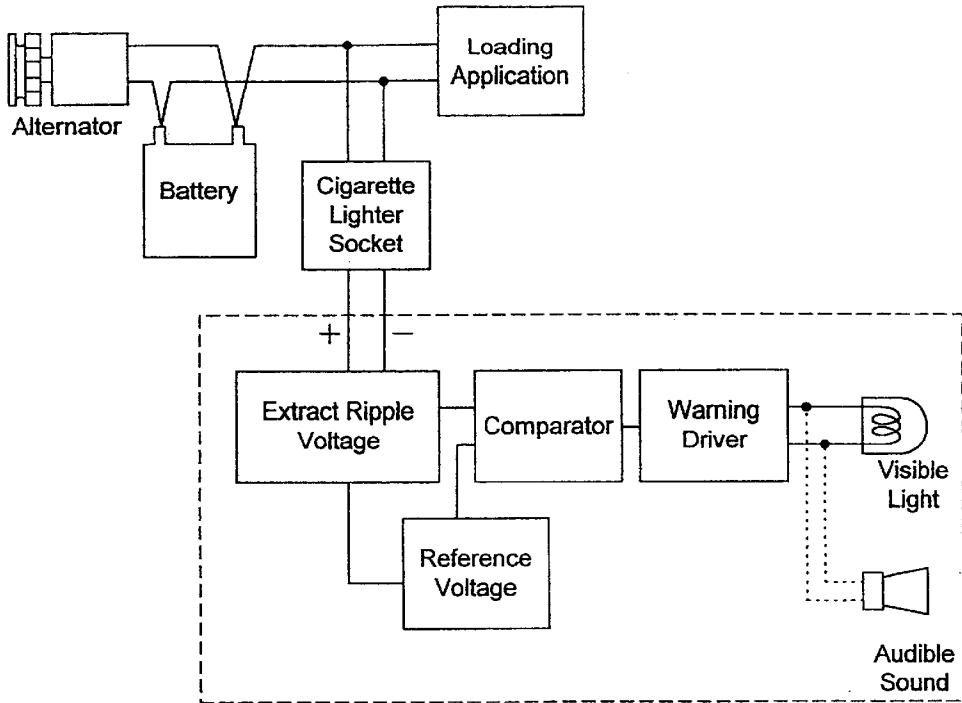 Loading
Application
Alternator
Battery
Cigarette
Lighter
Socket
+ −
Extract Ripple
Voltage
Comparator
Warning
Driver
Visible
Light
Reference
Voltage
Audible
Sound